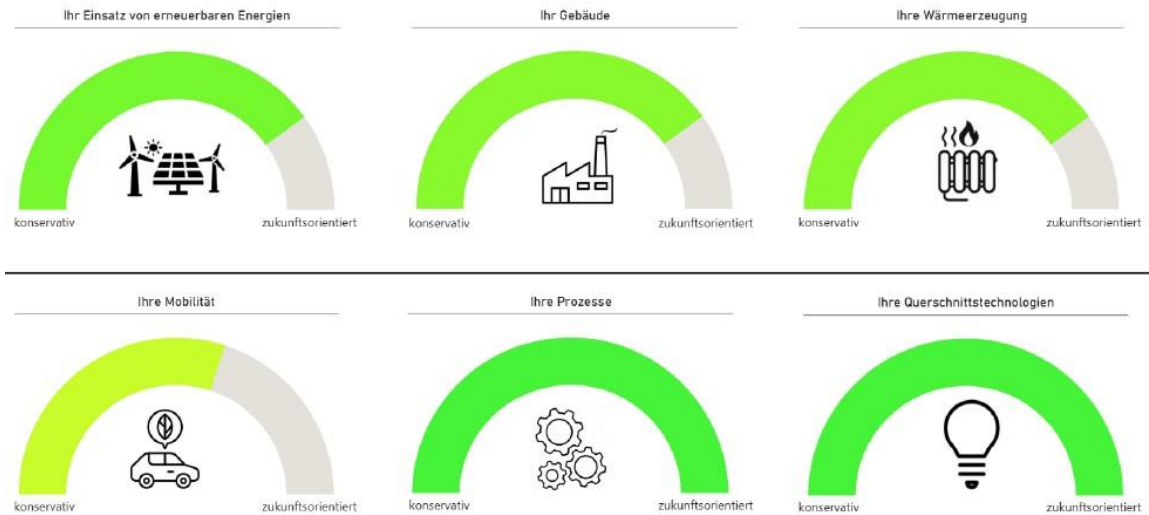 Ihr Einsatz von erneuerbaren Energien
Ihr Gebäude
Ihre Wärmeerzeugung
konservativ zukunftsorientiert
konservativ zukunftsorientiert
konservativ zukunftsorientiert
Ihre Mobilität
Ihre Prozesse
Ihre Querschnittstechnologien
konservativ zukunftsorientiert
konservativ zukunftsorientiert
konservativ zukunftsorientiert